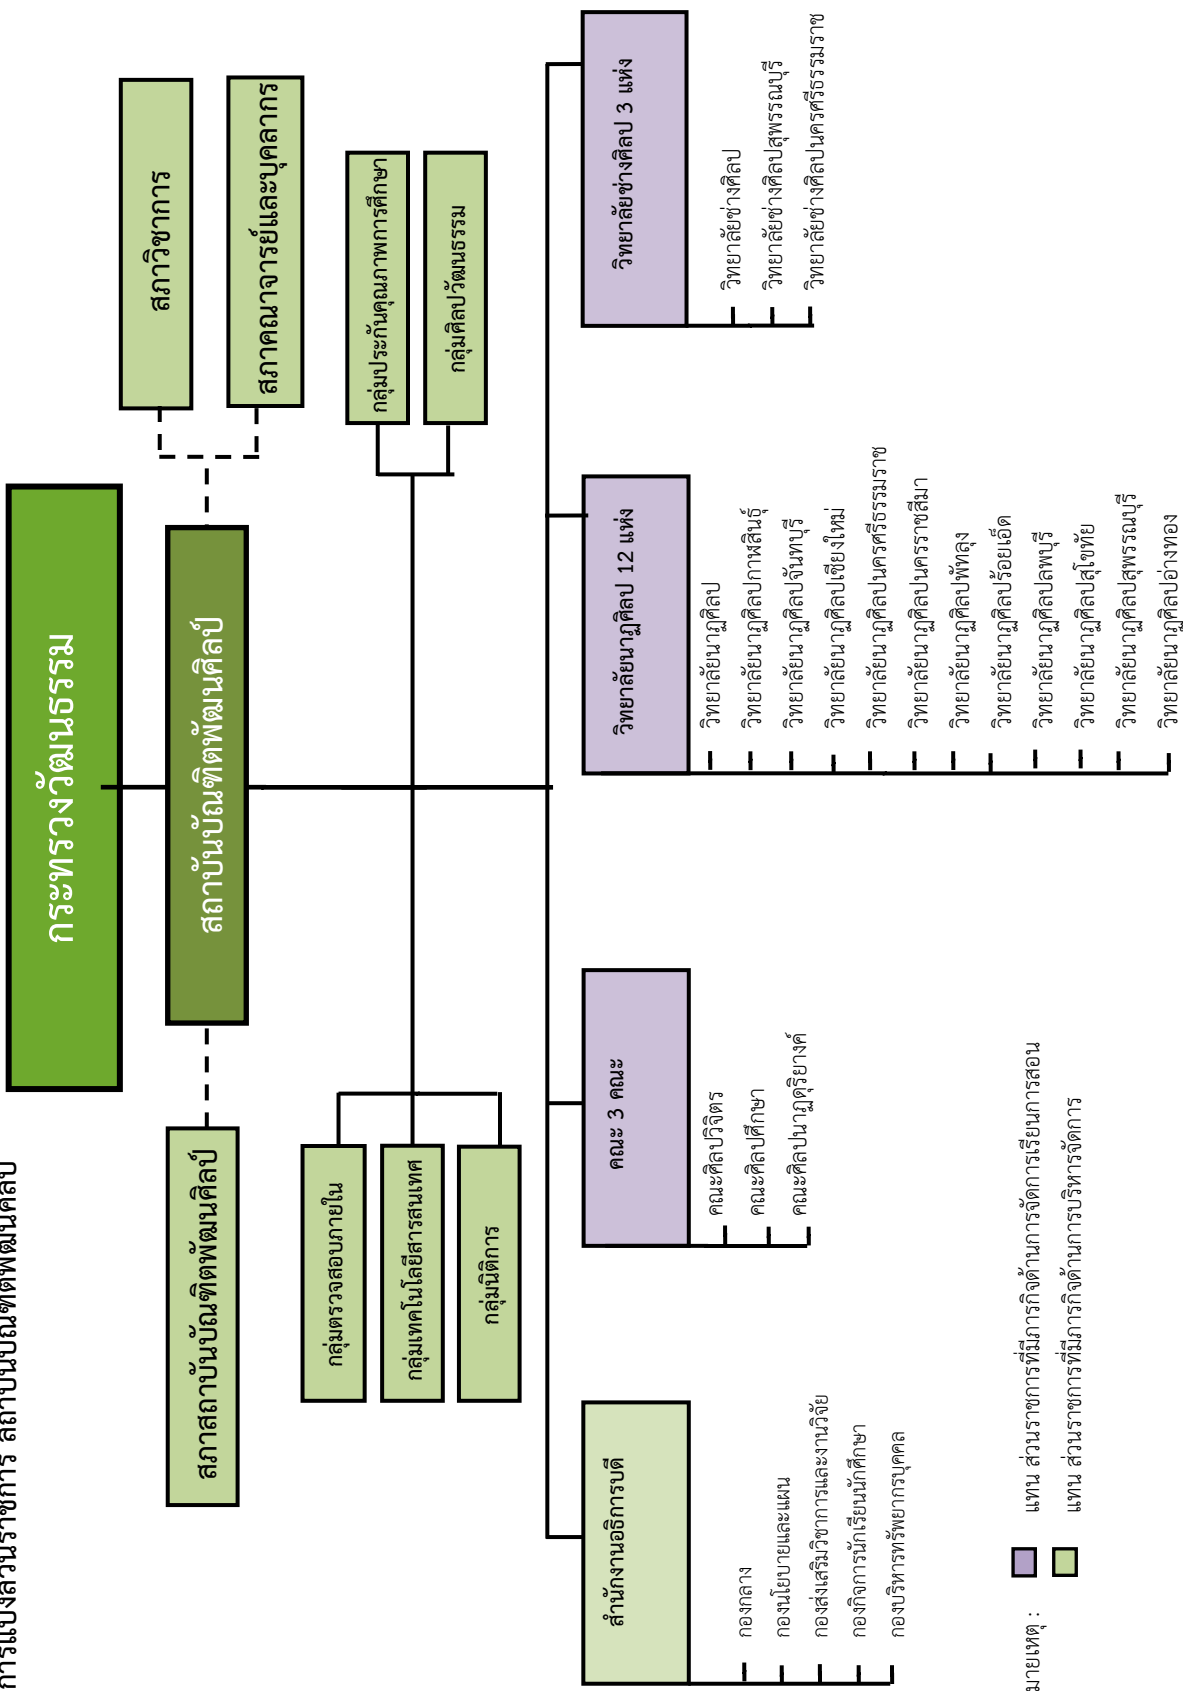 การแบ่งส่วนราชการ สถาบันบัณฑิตพัฒนศิลป์
กระทรวงวัฒนธรรม
สภาสถาบันบัณฑิตพัฒนศิลป์
สถาบันบัณฑิตพัฒนศิลป์
สภาวิชาการ
สภาคณาจารย์และบุคลากร
กลุ่มตรวจสอบภายใน
กลุ่มเทคโนโลยีสารสนเทศ
กลุ่มนิติการ
กลุ่มประกันคุณภาพการศึกษา
กลุ่มศิลปวัฒนธรรม
สำนักงานอธิการบดี
กองกลาง
กองนโยบายและแผน
กองส่งเสริมวิชาการและงานวิจัย
กองกิจการนักเรียนนักศึกษา
กองบริหารทรัพยากรบุคคล
คณะ 3 คณะ
คณะศิลปวิจิตร
คณะศิลปศึกษา
คณะศิลปนาฏดุริยางค์
วิทยาลัยนาฏศิลป 12 แห่ง
วิทยาลัยนาฏศิลป
วิทยาลัยนาฏศิลปกาฬสินธุ์
วิทยาลัยนาฏศิลปจันทบุรี
วิทยาลัยนาฏศิลปเชียงใหม่
วิทยาลัยนาฏศิลปนครศรีธรรมราช
วิทยาลัยนาฏศิลปนครราชสีมา
วิทยาลัยนาฏศิลปพัทลุง
วิทยาลัยนาฏศิลปร้อยเอ็ด
วิทยาลัยนาฏศิลปลพบุรี
วิทยาลัยนาฏศิลปสุโขทัย
วิทยาลัยนาฏศิลปสุพรรณบุรี
วิทยาลัยนาฏศิลปอ่างทอง
วิทยาลัยช่างศิลป 3 แห่ง
วิทยาลัยช่างศิลป
วิทยาลัยช่างศิลปสุพรรณบุรี
วิทยาลัยช่างศิลปนครศรีธรรมราช
มายเหตุ : แทน ส่วนราชการที่มีภารกิจด้านการจัดการเรียนการสอน
แทน ส่วนราชการที่มีภารกิจด้านการบริหารจัดการ